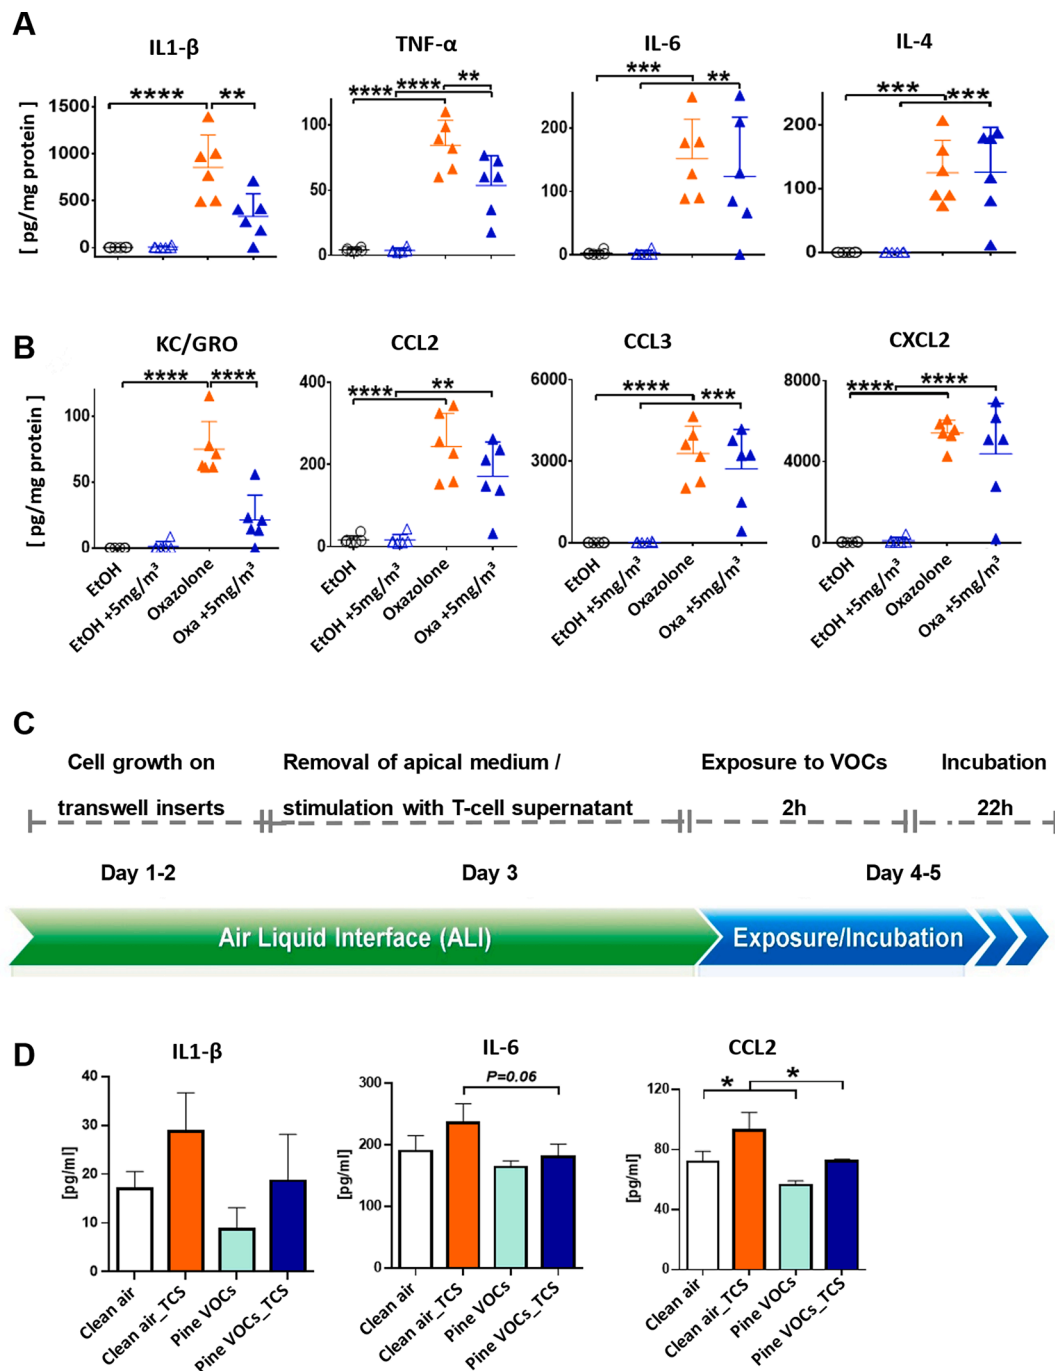 A
IL1-β
TNF-α
IL-6
IL-4
**** **
**** **** **
*** **
*** ***
[ pg/mg protein ]
1500
1000
500
0
100
50
0
200
100
0
200
100
0
B
KC/GRO
CCL2
CCL3
CXCL2
**** ****
**** **
**** ***
**** ****
[ pg/mg protein ]
100
50
0
400
200
0
6000
3000
0
8000
4000
0
EtOH
EtOH +5mg/m³
Oxazolone
Oxa +5mg/m³
EtOH
EtOH +5mg/m³
Oxazolone
Oxa +5mg/m³
EtOH
EtOH +5mg/m³
Oxazolone
Oxa +5mg/m³
EtOH
EtOH +5mg/m³
Oxazolone
Oxa +5mg/m³
C
Cell growth on
transwell inserts
Removal of apical medium /
stimulation with T-cell supernatant
Exposure to VOCs
2h
Incubation
22h
Day 1-2
Day 3
Day 4-5
Air Liquid Interface (ALI)
Exposure/Incubation
D
IL1-β
IL-6
CCL2
P=0.06
* *
[pg/ml]
40
30
20
10
0
[pg/ml]
300
200
100
0
[pg/ml]
120
80
40
0
Clean air
Clean air_TCS
Pine VOCs
Pine VOCs_TCS
Clean air
Clean air_TCS
Pine VOCs
Pine VOCs_TCS
Clean air
Clean air_TCS
Pine VOCs
Pine VOCs_TCS